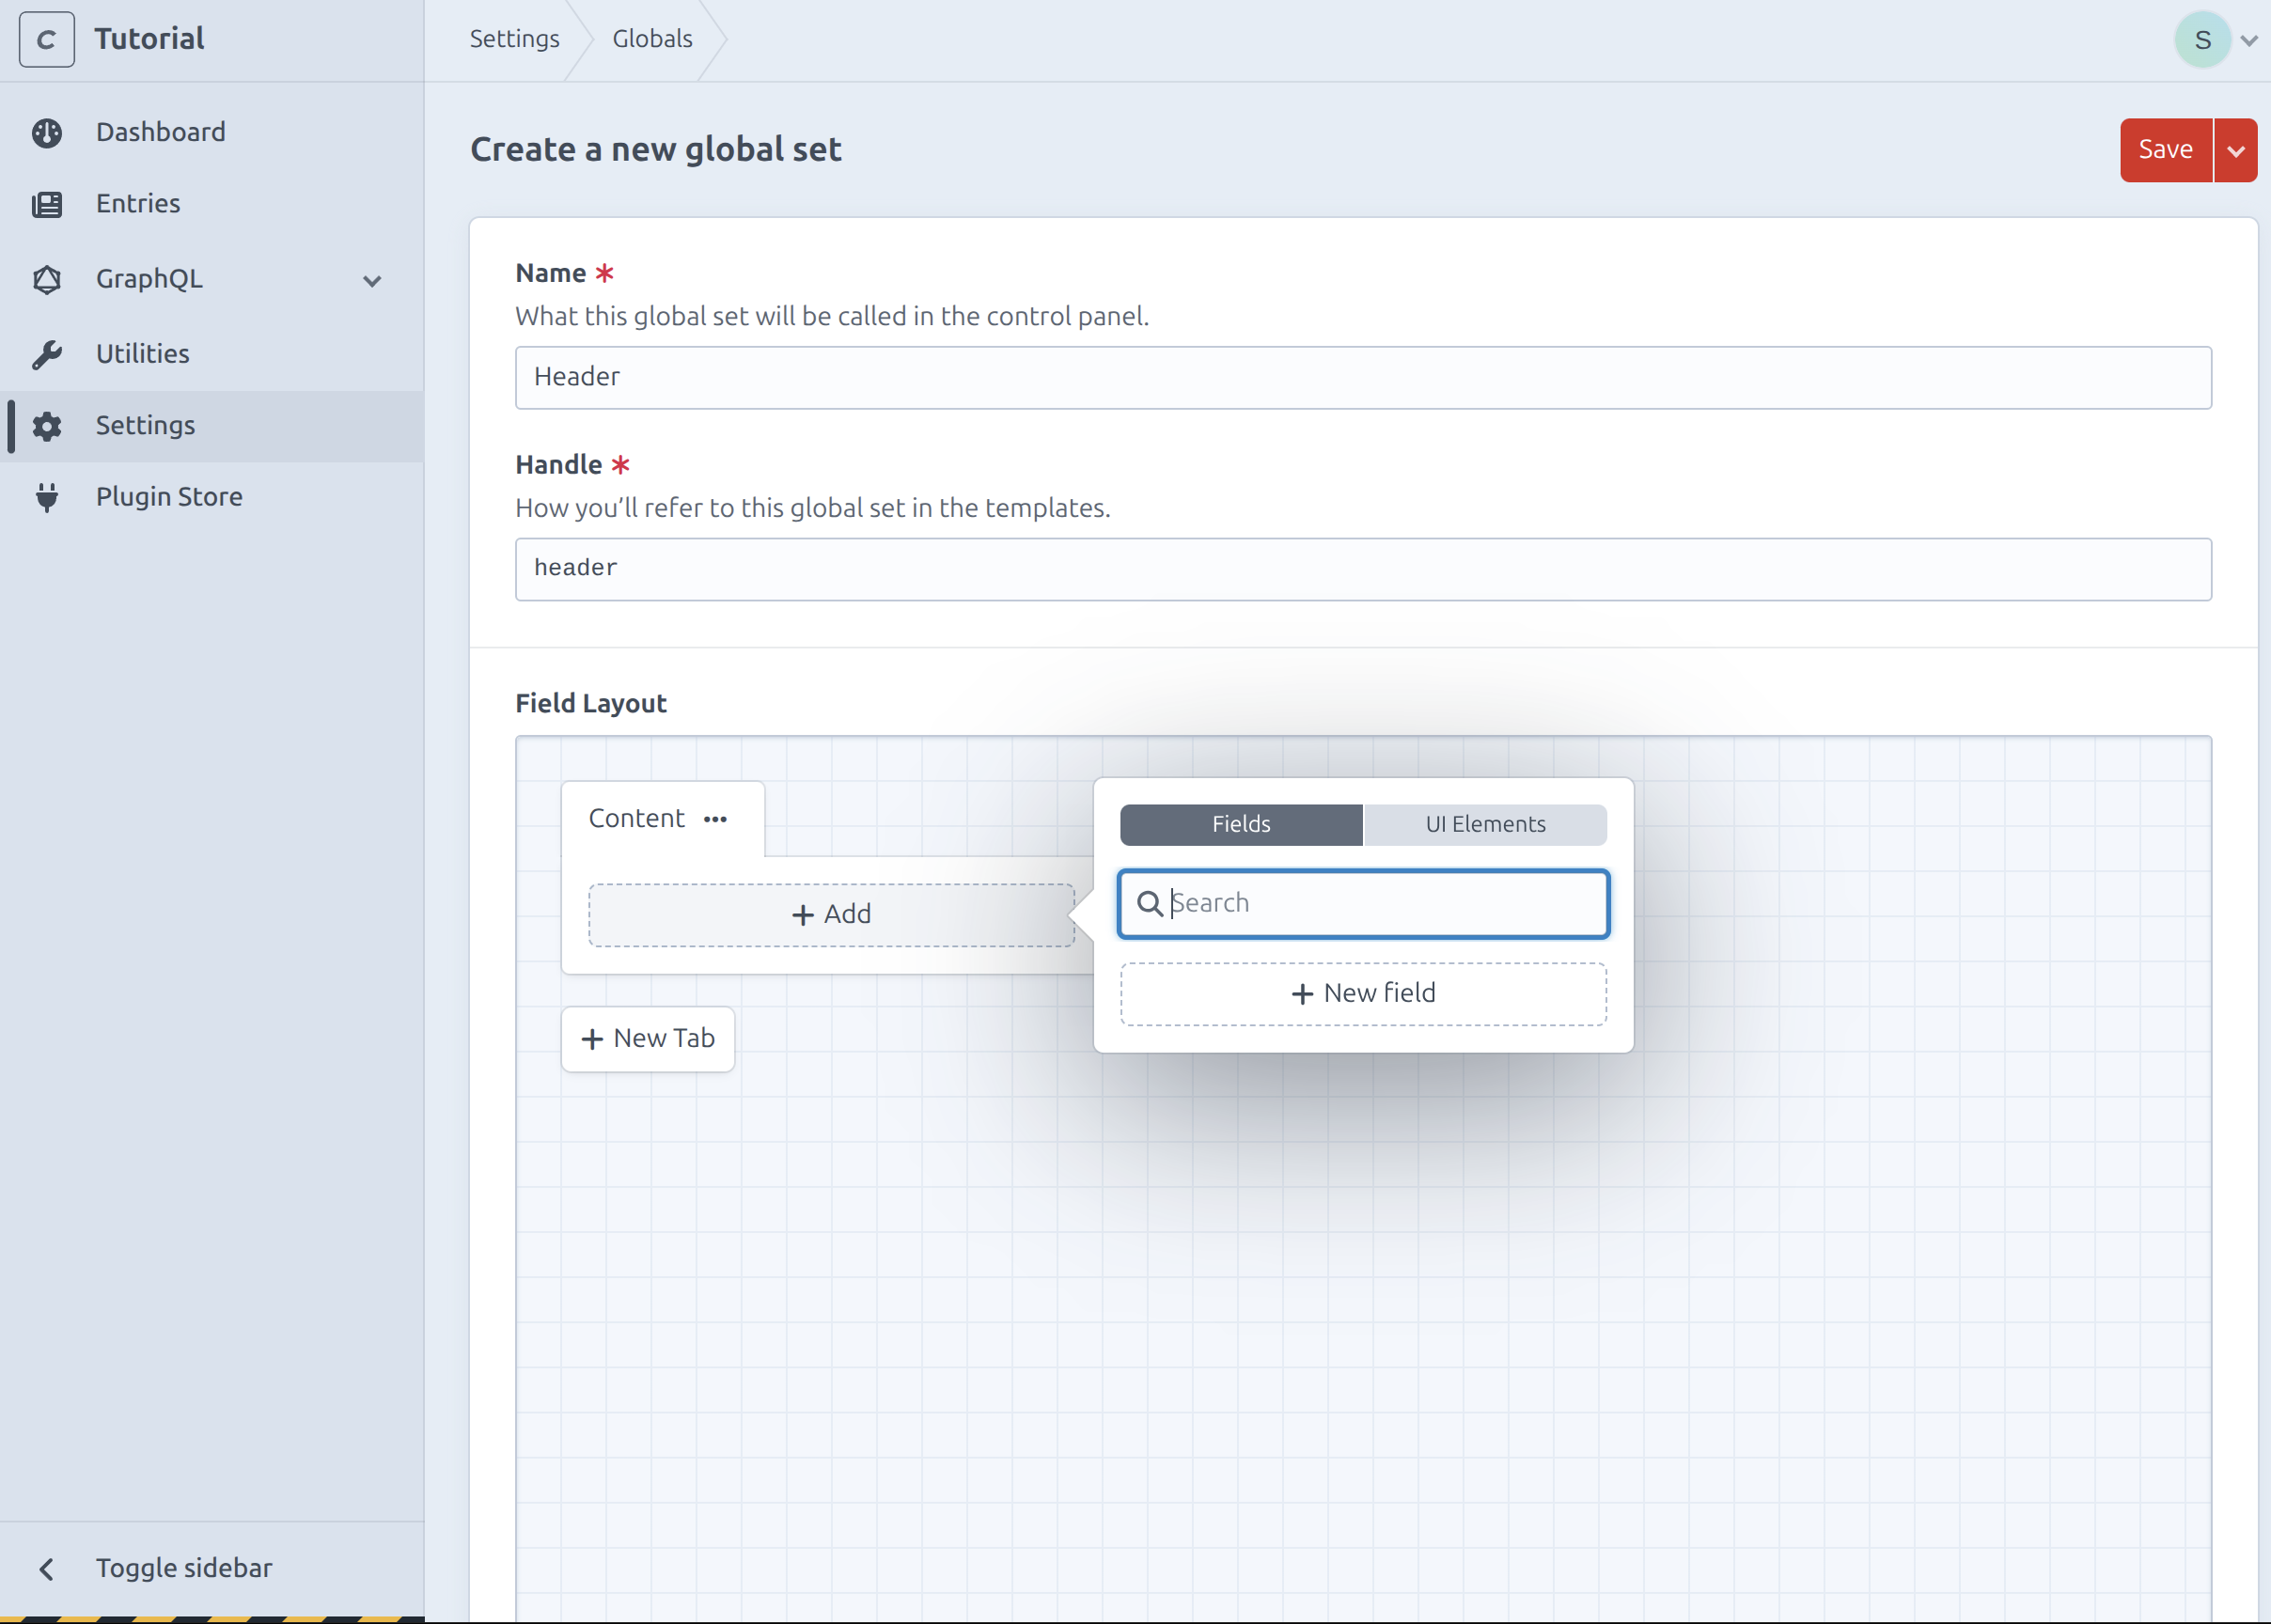 C Tutorial
Settings Globals
S
Dashboard
Entries
GraphQL
Utilities
Settings
Plugin Store
Toggle sidebar
Create a new global set
Save
Name *
What this global set will be called in the control panel.
Header
Handle *
How you’ll refer to this global set in the templates.
header
Field Layout
Content •••
+ Add
+ New Tab
Fields UI Elements
Search
+ New field